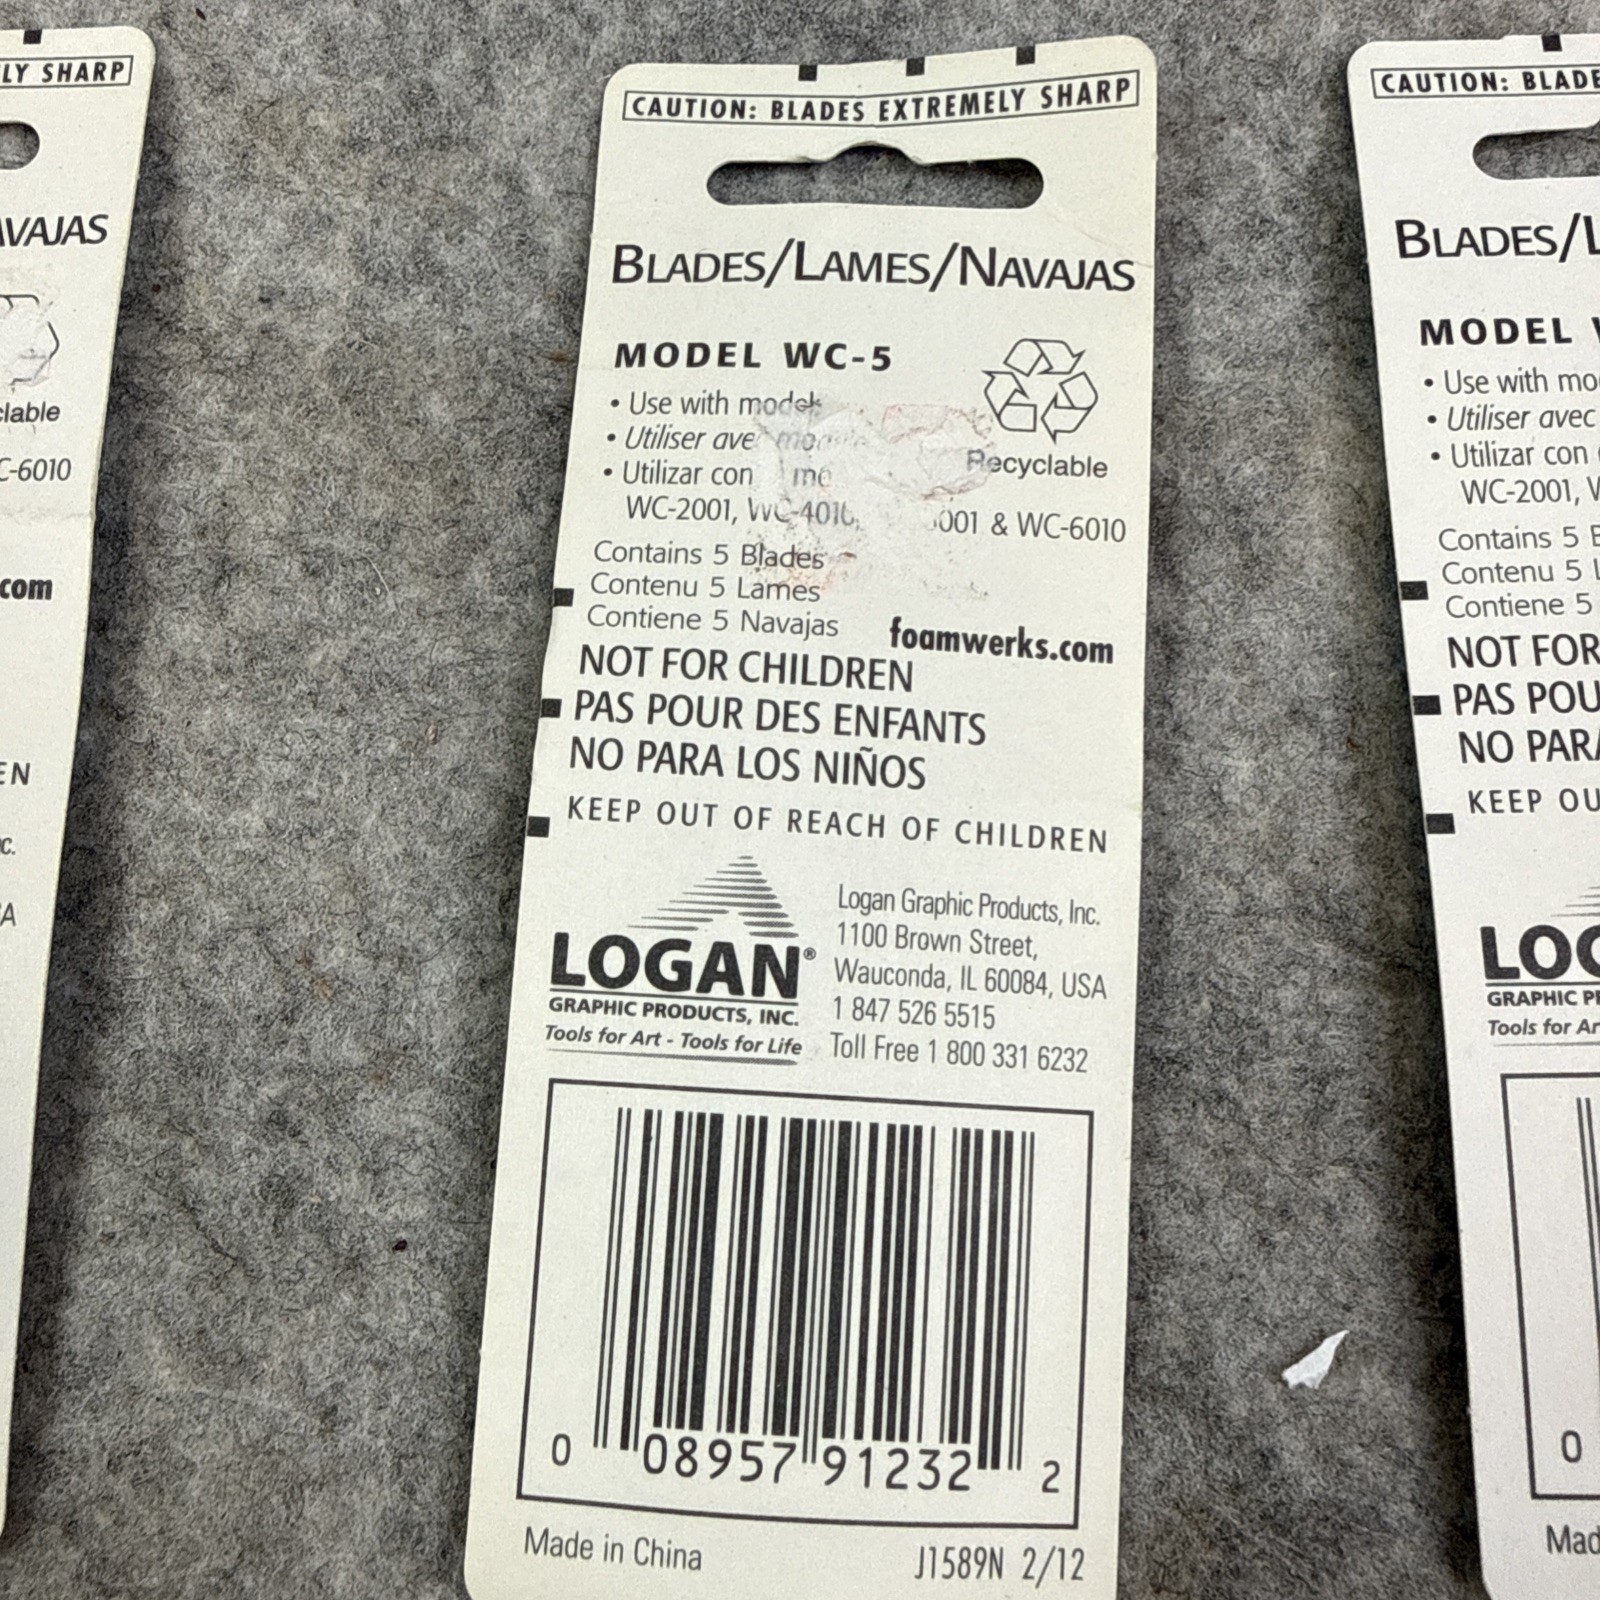 LY SHARP
VAJAS
lable
C-6010
com
EN
c.
A
CAUTION: BLADES EXTREMELY SHARP
BLADES/LAMES/NAVAJAS
MODEL WC-5
• Use with
• Utiliser
• Utilizar con
WC-2001, WC-4010, & WC-6010
Recyclable
Contains 5 Blades
Contenu 5 Lames
Contiene 5 Navajas
foamwerks.com
NOT FOR CHILDREN
PAS POUR DES ENFANTS
NO PARA LOS NIÑOS
KEEP OUT OF REACH OF CHILDREN
LOGAN®
GRAPHIC PRODUCTS, INC.
Tools for Art - Tools for Life
Logan Graphic Products, Inc.
1100 Brown Street,
Wauconda, IL 60084, USA
1 847 526 5515
Toll Free 1 800 331 6232
0 08957 91232 2
Made in China
J1589N 2/12
CAUTION: BLADE
BLADES/L
MODEL
• Use with mo
• Utiliser avec
• Utilizar con
WC-2001,
Contains 5 B
Contenu 5 L
Contiene 5
NOT FOR
PAS POU
NO PARA
KEEP OU
LOG
GRAPHIC PR
Tools for Ar
0
Mad